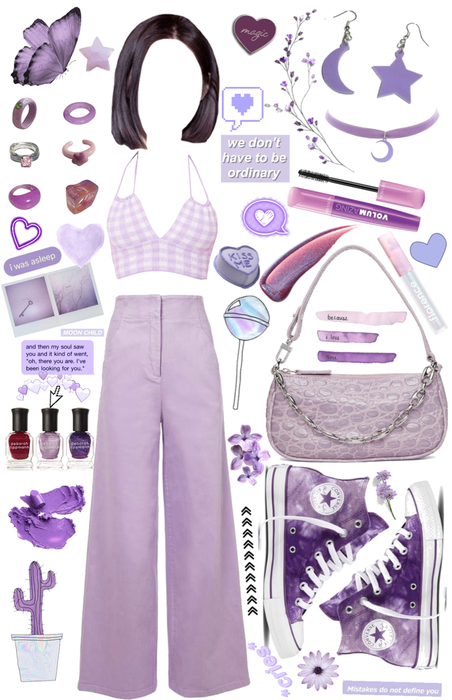 magic
we don't
have to be
ordinary
VOLUM
KISS
ME
I was asleep
because
i love
MOON CHILD
and then my soul saw
you and it kind of went,
"oh, there you are. I've
been looking for you."
cries
Mistakes do not define you